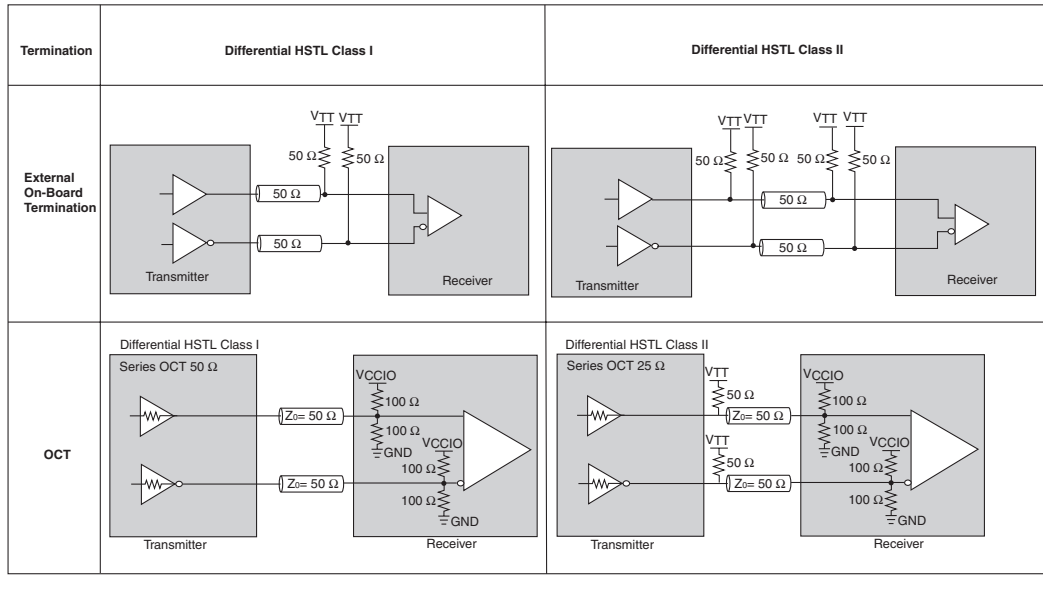 Termination
Differential HSTL Class I
Differential HSTL Class II
External
On-Board
Termination
VTT VTT
50 Ω 50 Ω
50 Ω
50 Ω
Transmitter
Receiver
VTT VTT VTT VTT
50 Ω 50 Ω 50 Ω 50 Ω
50 Ω
50 Ω
Transmitter
Receiver
OCT
Differential HSTL Class I
Series OCT 50 Ω
VCCIO
100 Ω
Z0= 50 Ω
100 Ω
VCCIO
GND
100 Ω
Z0= 50 Ω
100 Ω
GND
Transmitter
Receiver
Differential HSTL Class II
Series OCT 25 Ω
VTT
VCCIO
50 Ω
100 Ω
Z0= 50 Ω
100 Ω
VTT
VCCIO
GND
50 Ω
100 Ω
Z0= 50 Ω
100 Ω
GND
Transmitter
Receiver